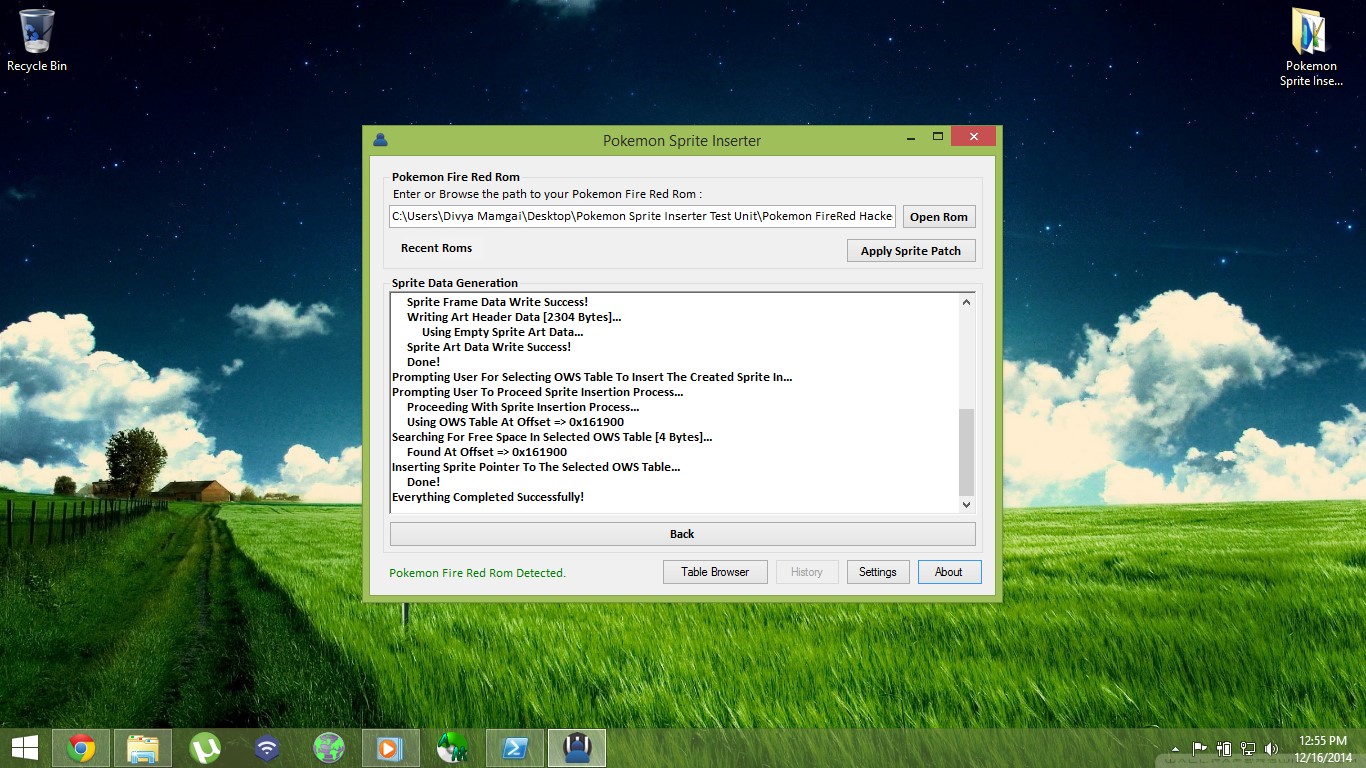 Recycle Bin
Pokemon
Sprite Inse...
Pokemon Sprite Inserter
Pokemon Fire Red Rom
Enter or Browse the path to your Pokemon Fire Red Rom :
C:\Users\Divya Mamgai\Desktop\Pokemon Sprite Inserter Test Unit\Pokemon FireRed Hacke
Open Rom
Recent Roms
Apply Sprite Patch
Sprite Data Generation
Sprite Frame Data Write Success!
Writing Art Header Data [2304 Bytes]...
Using Empty Sprite Art Data...
Sprite Art Data Write Success!
Done!
Prompting User For Selecting OWS Table To Insert The Created Sprite In...
Prompting User To Proceed Sprite Insertion Process...
Proceeding With Sprite Insertion Process...
Using OWS Table At Offset => 0x161900
Searching For Free Space In Selected OWS Table [4 Bytes]...
Found At Offset => 0x161900
Inserting Sprite Pointer To The Selected OWS Table...
Done!
Everything Completed Successfully!
Back
Pokemon Fire Red Rom Detected.
Table Browser
History
Settings
About
12:55 PM
12/16/2014